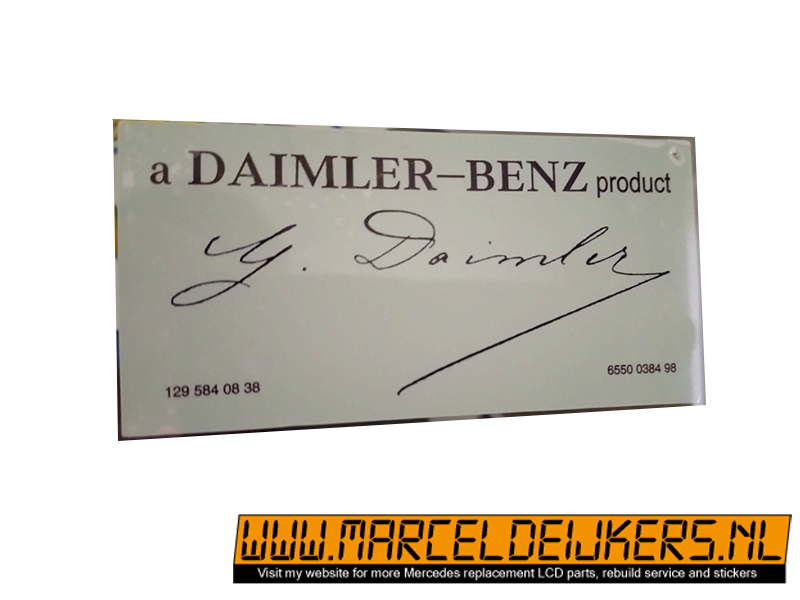 a DAIMLER–BENZ product
G. Daimler
129 584 08 38
6550 0384 98
WWW.MARCELDEIJKERS.NL
Visit my website for more Mercedes replacement LCD parts, rebuild service and stickers